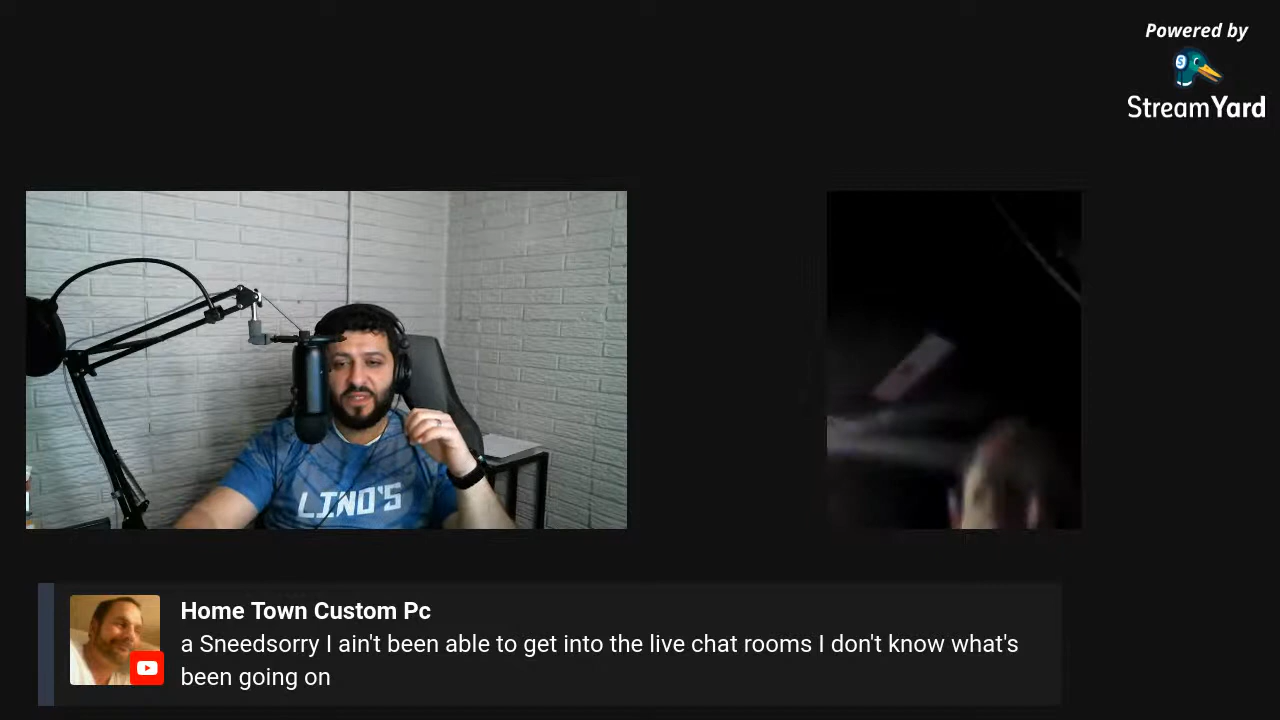 Powered by
StreamYard
LINO'S
Home Town Custom Pc
a Sneedsorry I ain't been able to get into the live chat rooms I don't know what's
been going on